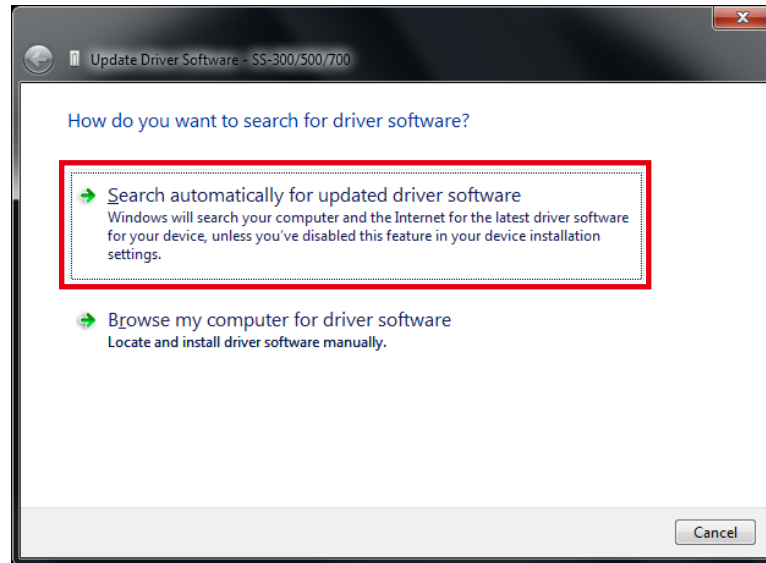 x
Update Driver Software - SS-300/500/700
How do you want to search for driver software?
Search automatically for updated driver software
Windows will search your computer and the Internet for the latest driver software
for your device, unless you've disabled this feature in your device installation
settings.
Browse my computer for driver software
Locate and install driver software manually.
Cancel